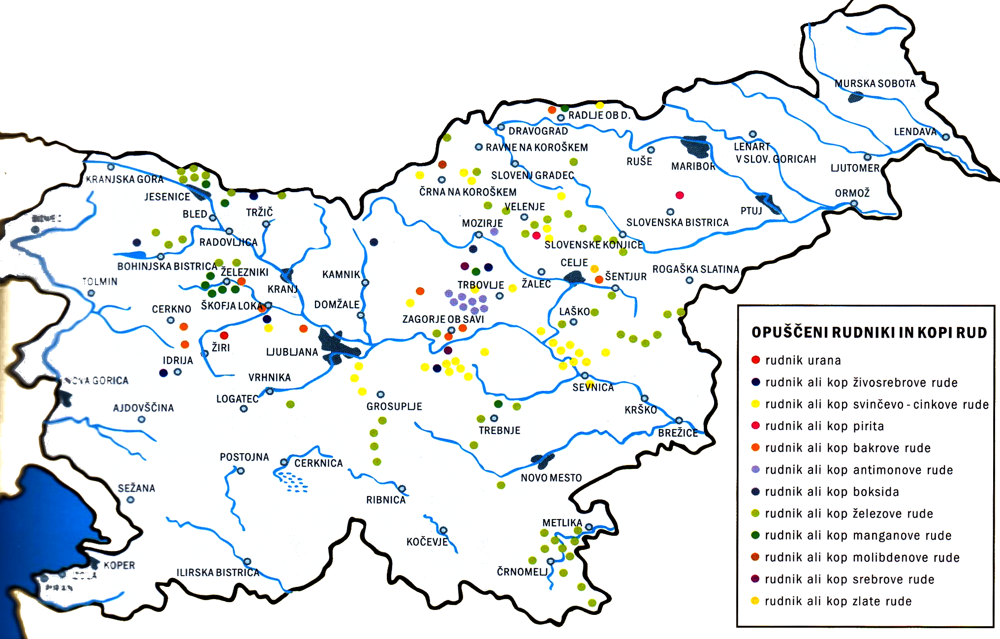 MURSKA SOBOTA
RADLJE OB D.
DRAVOGRAD
LENDAVA
RAVNE NA KOROŠKEM
LENART
V SLOV. GORICAH
RUŠE
MARIBOR
LJUTOMER
KRANJSKA GORA
SLOVENJ GRADEC
JESENICE
ČRNA NA KOROŠKEM
ORMOŽ
VELENJE
PTUJ
BLED
TRŽIČ
MOZIRJE
SLOVENSKA BISTRICA
RADOVLJICA
SLOVENSKE KONJICE
BOHINJSKA BISTRICA
CELJE
ŽELEZNIKI
KAMNIK
ŠENTJUR
ROGAŠKA SLATINA
TOLMIN
KRANJ
TRBOVLJE
ŽALEC
ŠKOFJA LOKA
DOMŽALE
CERKNO
LAŠKO
ZAGORJE OB SAVI
ŽIRI
LJUBLJANA
IDRIJA
NOVA GORICA
VRHNIKA
SEVNICA
LOGATEC
AJDOVŠČINA
GROSUPLJE
KRŠKO
TREBNJE
BREŽICE
POSTOJNA
CERKNICA
NOVO MESTO
SEŽANA
RIBNICA
METLIKA
KOČEVJE
KOPER
ILIRSKA BISTRICA
ČRNOMELJ
OPUŠČENI RUDNIKI IN KOPI RUD
rudnik urana
rudnik ali kop živosrebrove rude
rudnik ali kop svinčevo - cinkove rude
rudnik ali kop pirita
rudnik ali kop bakrove rude
rudnik ali kop antimonove rude
rudnik ali kop boksida
rudnik ali kop železove rude
rudnik ali kop manganove rude
rudnik ali kop molibdenove rude
rudnik ali kop srebrove rude
rudnik ali kop zlate rude